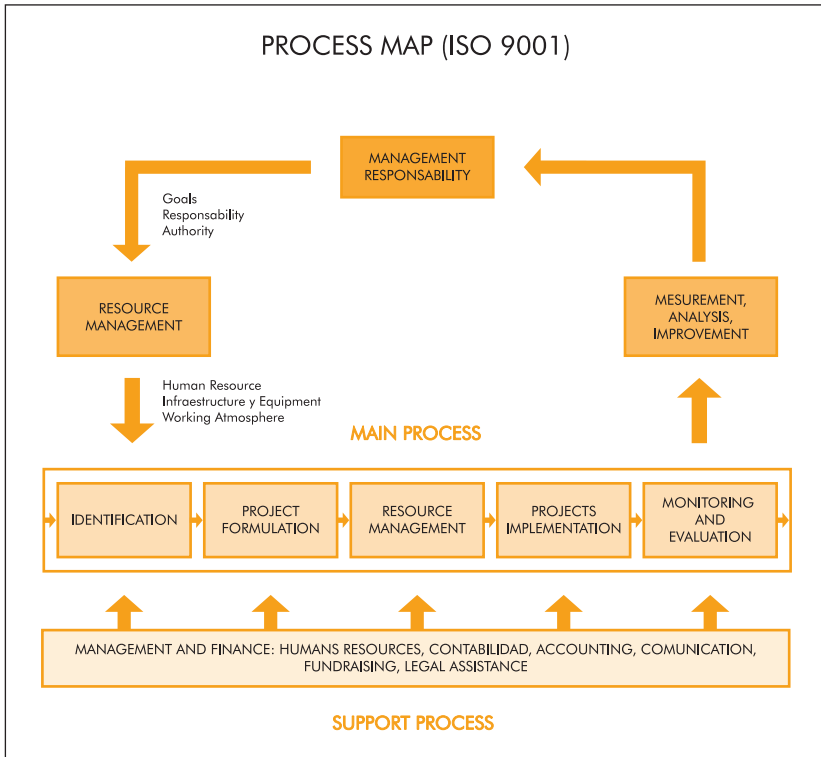 PROCESS MAP (ISO 9001)
MANAGEMENT
RESPONSABILITY
Goals
Responsability
Authority
RESOURCE
MANAGEMENT
MESUREMENT,
ANALYSIS,
IMPROVEMENT
Human Resource
Infraestructure y Equipment
Working Atmosphere
MAIN PROCESS
IDENTIFICATION
PROJECT
FORMULATION
RESOURCE
MANAGEMENT
PROJECTS
IMPLEMENTATION
MONITORING
AND
EVALUATION
MANAGEMENT AND FINANCE: HUMANS RESOURCES, CONTABILIDAD, ACCOUNTING, COMUNICATION,
FUNDRAISING, LEGAL ASSISTANCE
SUPPORT PROCESS